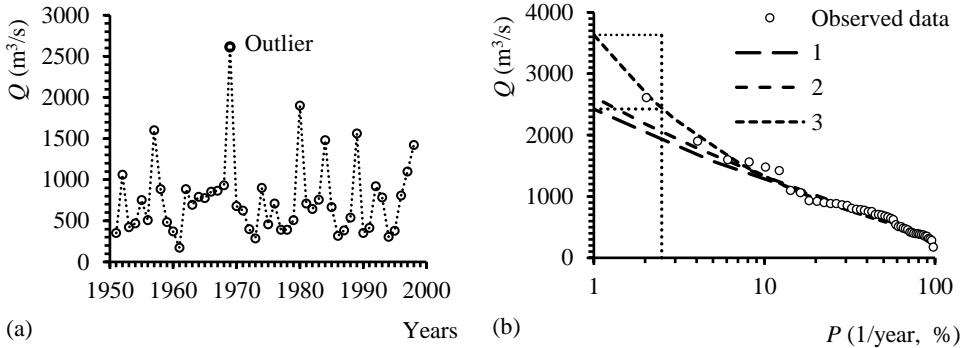 3000
2500
2000
1500
1000
500
0
Q (m³/s)
Outlier
1950 1960 1970 1980 1990 2000
(a)
Years
4000
3000
2000
1000
0
Q (m³/s)
Observed data
1
2
3
1 10 100
(b)
P (1/year, %)